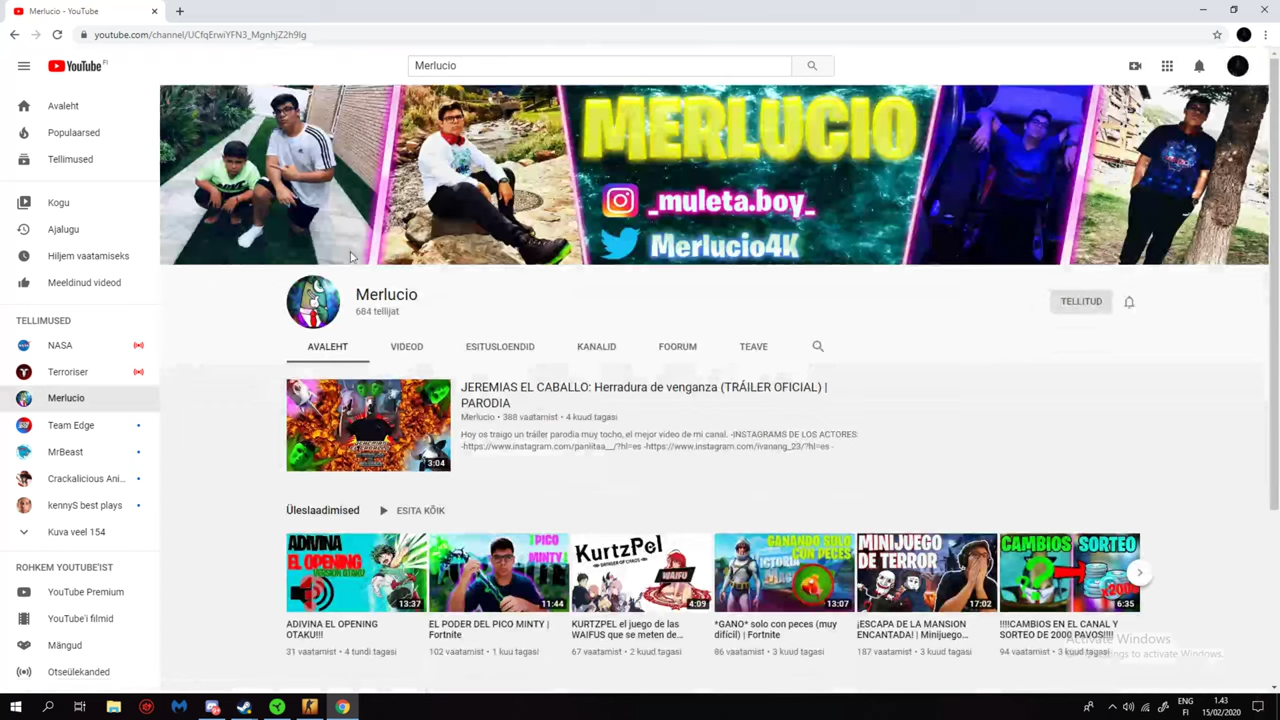 Merlucio - YouTube
youtube.com/channel/UCfqErwiYFN3_MgnhjZ2h9Ig
YouTube FI
Merlucio
Avaleht
Populaarsed
Tellimused
Kogu
Ajalugu
Hiljem vaatamiseks
Meeldinud videod
TELLIMUSED
NASA
Terroriser
Merlucio
Team Edge
MrBeast
Crackalicious Ani...
kennyS best plays
Kuva veel 154
ROHKEM YOUTUBE'IST
YouTube Premium
YouTube'i filmid
Mängud
Otseülekanded
MERLUCIO
_muleta.boy_
Merlucio4K
Merlucio
684 tellijat
TELLITUD
AVALEHT VIDEOD ESITUSLOENDID KANALID FOORUM TEAVE
3:04
JEREMIAS EL CABALLO: Herradura de venganza (TRÁILER OFICIAL) |
PARODIA
Merlucio • 388 vaatamist • 4 kuud tagasi
Hoy os traigo un tráiler parodia muy tocho, el mejor video de mi canal. -INSTAGRAMS DE LOS ACTORES:
-https://www.instagram.com/paniitaa__/?hl=es -https://www.instagram.com/ivanang_23/?hl=es -
Üleslaadimised ESITA KÕIK
ADIVINA
EL OPENING
VERSION OTAKU
13:37
ADIVINA EL OPENING
OTAKU!!!
31 vaatamist • 4 tundi tagasi
PICO
MINTY
11:44
EL PODER DEL PICO MINTY |
Fortnite
102 vaatamist • 1 kuu tagasi
KurtzPel
WAIFU
4:09
KURTZPEL el juego de las
WAIFUS que se meten de...
67 vaatamist • 2 kuud tagasi
GANANDO SOLO
CON PECES
13:07
*GANO* solo con peces (muy
difícil) | Fortnite
86 vaatamist • 3 kuud tagasi
MINIJUEGO
DE TERROR
17:02
¡ESCAPA DE LA MANSION
ENCANTADA! | Minijuego...
187 vaatamist • 3 kuud tagasi
CAMBIOS SORTEO
6:35
!!!!CAMBIOS EN EL CANAL Y
SORTEO DE 2000 PAVOS!!!!
94 vaatamist • 3 kuud tagasi
Activate Windows
Go to Settings to activate Windows.
ENG
FI
1.43
15/02/2020